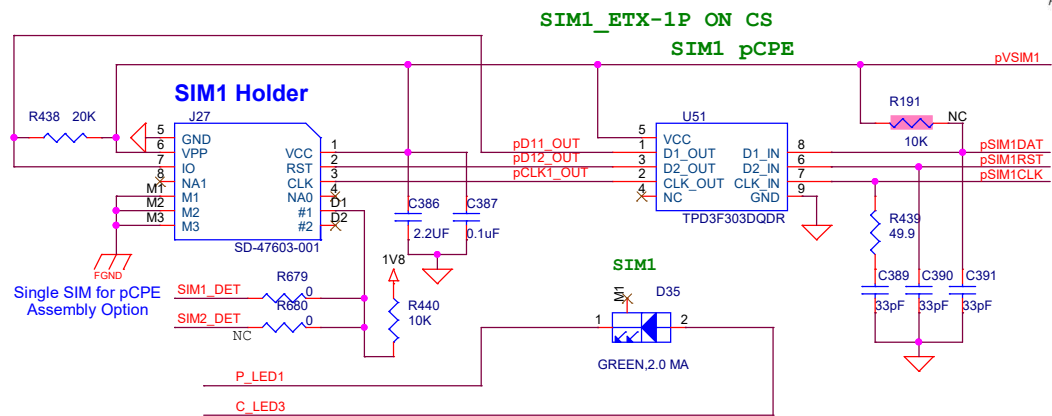 SIM1_ETX-1P ON CS
SIM1 pCPE
pVSIM1
SIM1 Holder
R438 20K
J27
U51
R191
NC
10K
5 GND
6 VPP
7 IO
8 NA1
M1 M1
M2 M2
M3 M3
VCC 1
RST 2
CLK 3
NA0 4
#1 D1
#2 D2
SD-47603-001
pD11_OUT
pD12_OUT
pCLK1_OUT
5 VCC
1 D1_OUT
3 D2_OUT
2 CLK_OUT
4 NC
D1_IN 8
D2_IN 6
CLK_IN 7
GND 9
TPD3F303DQDR
pSIM1DAT
pSIM1RST
pSIM1CLK
C386
2.2UF
C387
0.1uF
R439
49.9
C389
33pF
C390
33pF
C391
33pF
FGND
Single SIM for pCPE
Assembly Option
SIM1_DET
R679
0
SIM2_DET
R680
0
NC
1V8
R440
10K
SIM1
M1
D35
1
2
GREEN,2.0 MA
P_LED1
C_LED3